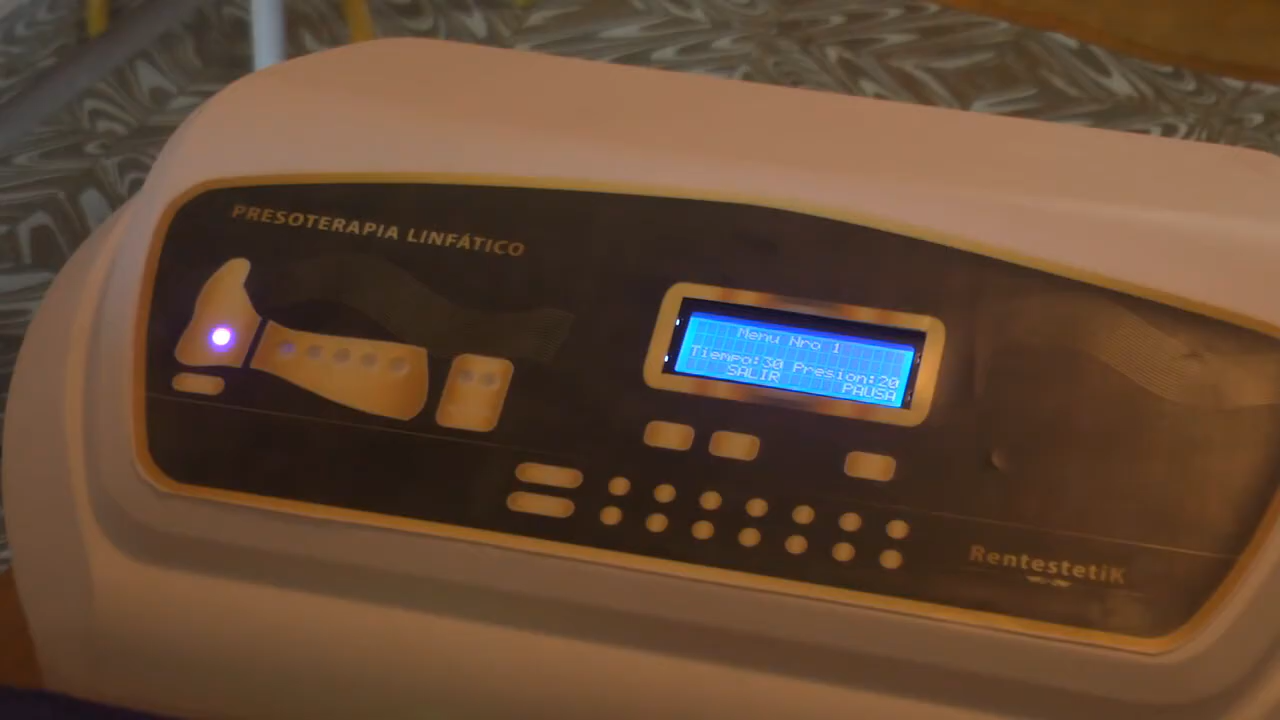 PRESOTERAPIA LINFÁTICO
Menu Nro 1
Tiempo:30 Presion:20
SALIR PAUSA
RentestetiK